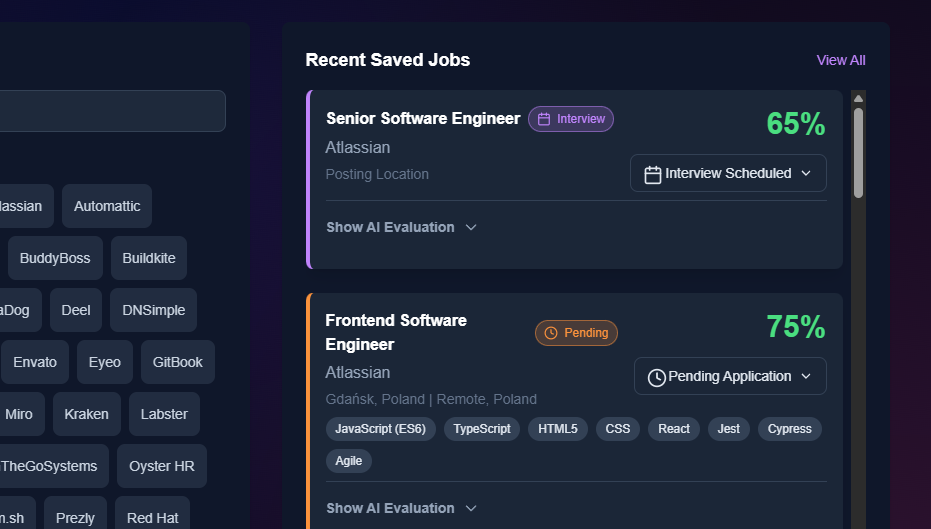 Automattic
BuddyBoss
Buildkite
Deel
DNSimple
Envato
Eyeo
GitBook
Miro
Kraken
Labster
TheGoSystems
Oyster HR
Prezly
Red Hat
Recent Saved Jobs
View All
Senior Software Engineer
Interview
65%
Atlassian
Posting Location
Interview Scheduled
Show AI Evaluation
Frontend Software
Engineer
Pending
75%
Atlassian
Pending Application
Gdańsk, Poland | Remote, Poland
JavaScript (ES6)
TypeScript
HTML5
CSS
React
Jest
Cypress
Agile
Show AI Evaluation